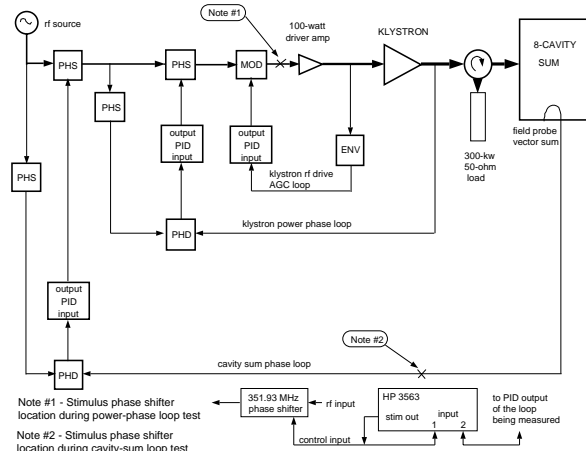 rf source
Note #1
100-watt
driver amp
KLYSTRON
8-CAVITY
SUM
PHS
PHS
MOD
PHS
output
PID
input
output
PID
input
ENV
klystron rf drive
AGC loop
300-kw
50-ohm
load
field probe
vector sum
PHS
klystron power phase loop
PHD
output
PID
input
Note #2
cavity sum phase loop
PHD
Note #1 - Stimulus phase shifter
location during power-phase loop test
Note #2 - Stimulus phase shifter
location during cavity-sum loop test
351.93 MHz
phase shifter
rf input
control input
HP 3563
stim out
input
1 2
to PID output
of the loop
being measured